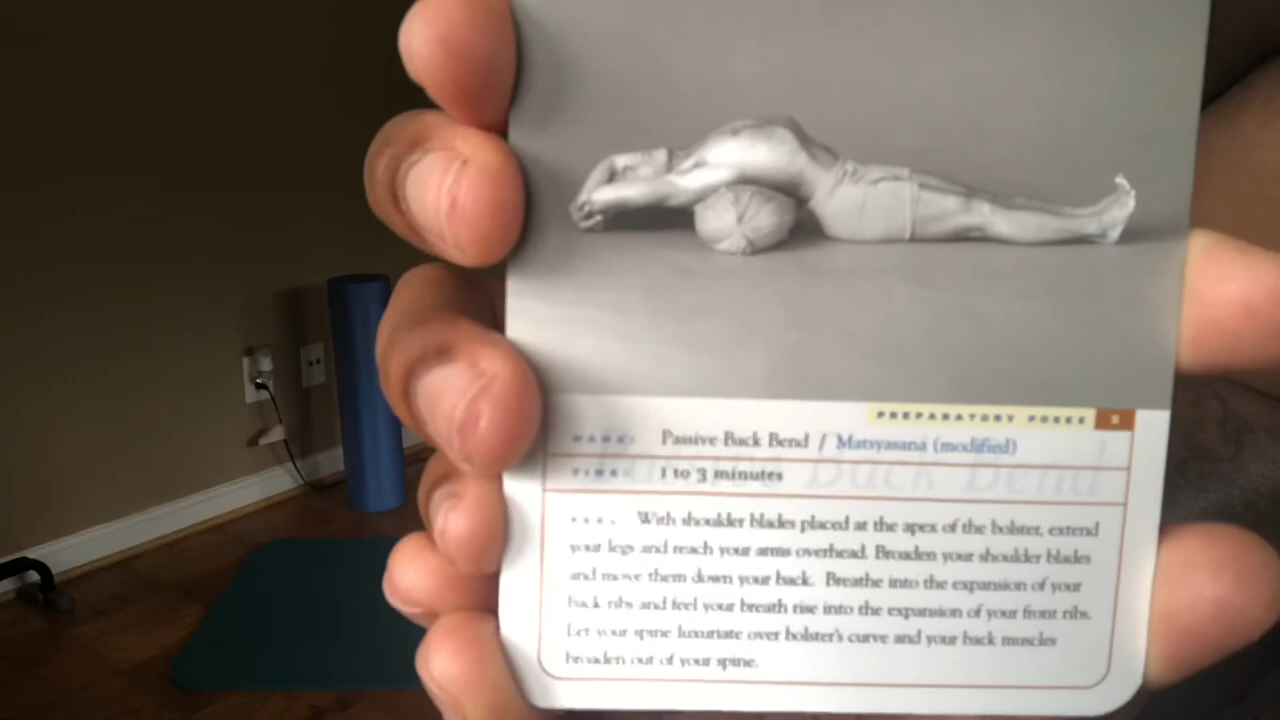 PREPARATORY POSES 5
NAME: Passive Back Bend / Matsyasana (modified)
TIME: 1 to 3 minutes
With shoulder blades placed at the apex of the bolster, extend
your legs and reach your arms overhead. Broaden your shoulder blades
and move them down your back. Breathe into the expansion of your
back ribs and feel your breath rise into the expansion of your front ribs.
Let your spine luxuriate over bolster's curve and your back muscles
broaden out of your spine.